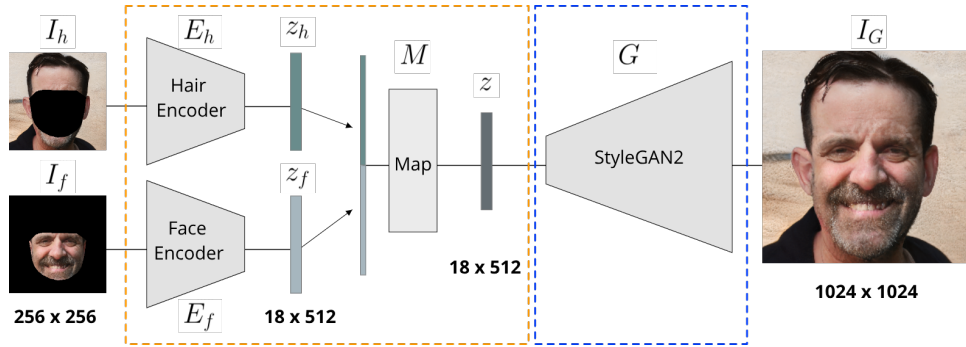 I_h
E_h
z_h
M
G
I_G
Hair
Encoder
z
Map
StyleGAN2
I_f
z_f
Face
Encoder
E_f
256 x 256
18 x 512
18 x 512
1024 x 1024